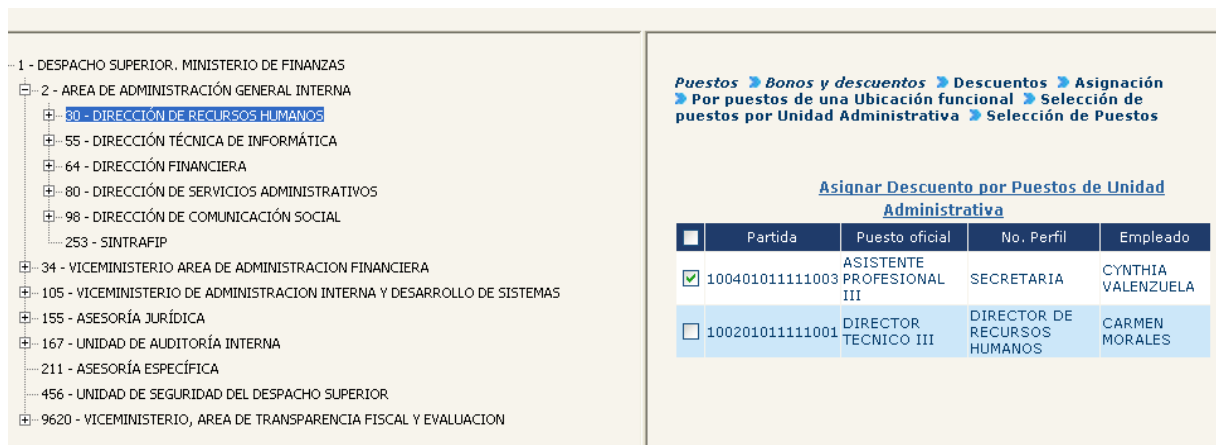 1 - DESPACHO SUPERIOR. MINISTERIO DE FINANZAS
2 - AREA DE ADMINISTRACIÓN GENERAL INTERNA
30 - DIRECCIÓN DE RECURSOS HUMANOS
55 - DIRECCIÓN TÉCNICA DE INFORMÁTICA
64 - DIRECCIÓN FINANCIERA
80 - DIRECCIÓN DE SERVICIOS ADMINISTRATIVOS
98 - DIRECCIÓN DE COMUNICACIÓN SOCIAL
253 - SINTRAFIP
34 - VICEMINISTERIO AREA DE ADMINISTRACION FINANCIERA
105 - VICEMINISTERIO DE ADMINISTRACION INTERNA Y DESARROLLO DE SISTEMAS
155 - ASESORÍA JURÍDICA
167 - UNIDAD DE AUDITORÍA INTERNA
211 - ASESORÍA ESPECÍFICA
456 - UNIDAD DE SEGURIDAD DEL DESPACHO SUPERIOR
9620 - VICEMINISTERIO, AREA DE TRANSPARENCIA FISCAL Y EVALUACION
Puestos Bonos y descuentos Descuentos Asignación
Por puestos de una Ubicación funcional Selección de
puestos por Unidad Administrativa Selección de Puestos
Asignar Descuento por Puestos de Unidad
Administrativa
Partida Puesto oficial No. Perfil Empleado
100401011111003 ASISTENTE PROFESIONAL III SECRETARIA CYNTHIA VALENZUELA
100201011111001 DIRECTOR TECNICO III DIRECTOR DE RECURSOS HUMANOS CARMEN MORALES